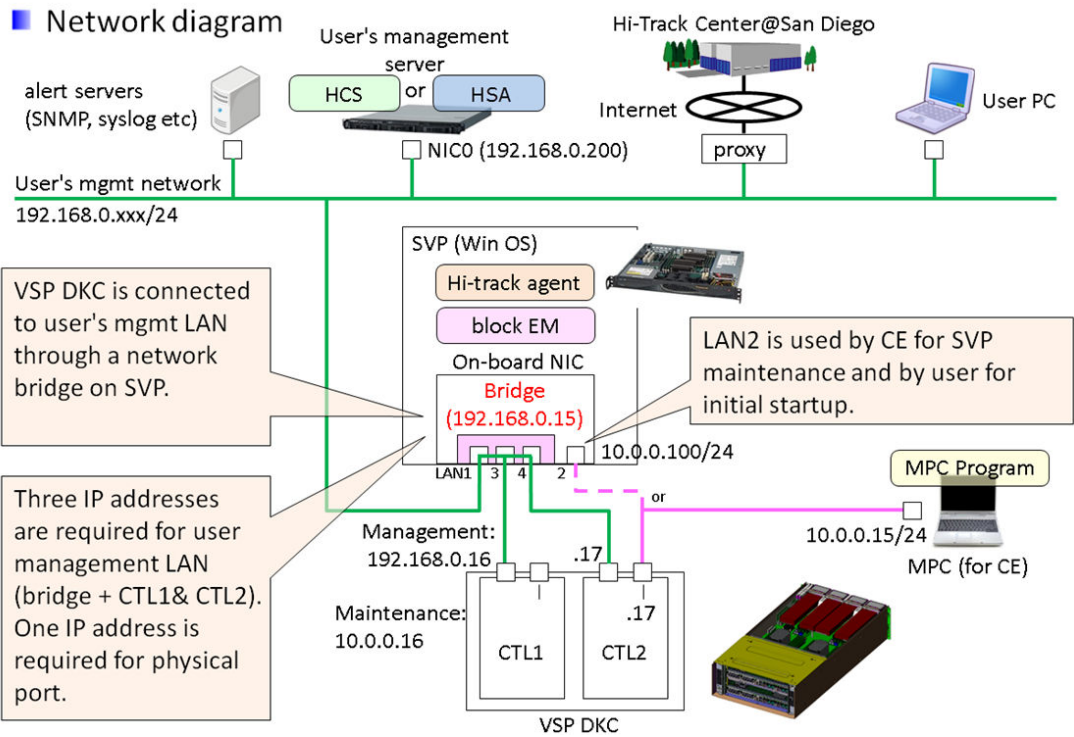 Network diagram
Hi-Track Center@San Diego
User's management
server
alert servers
(SNMP, syslog etc)
HCS
or
HSA
Internet
User PC
NIC0 (192.168.0.200)
proxy
User's mgmt network
192.168.0.xxx/24
SVP (Win OS)
Hi-track agent
block EM
On-board NIC
Bridge
(192.168.0.15)
VSP DKC is connected
to user's mgmt LAN
through a network
bridge on SVP.
LAN2 is used by CE for SVP
maintenance and by user for
initial startup.
10.0.0.100/24
LAN1 3 4 2
MPC Program
or
10.0.0.15/24
MPC (for CE)
Three IP addresses
are required for user
management LAN
(bridge + CTL1& CTL2).
One IP address is
required for physical
port.
Management:
192.168.0.16
.17
Maintenance:
10.0.0.16
.17
CTL1
CTL2
VSP DKC